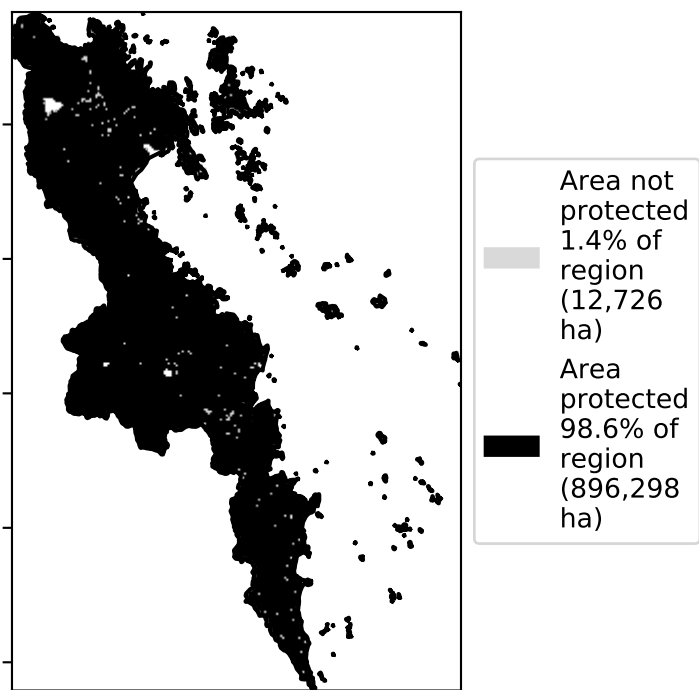 Area not
protected
1.4% of
region
(12,726
ha)
Area
protected
98.6% of
region
(896,298
ha)